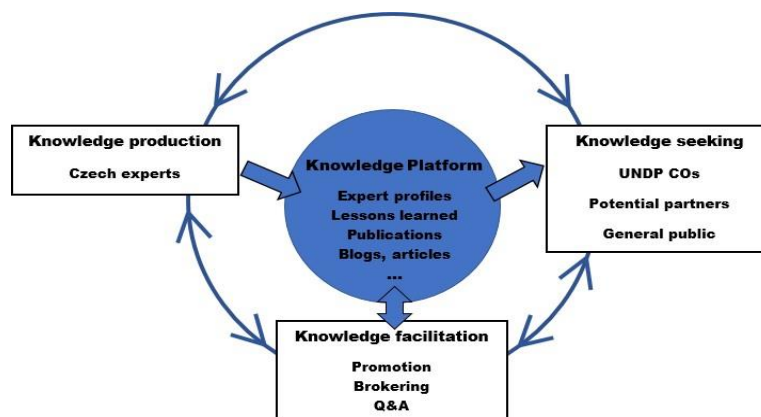 Knowledge production
Czech experts
Knowledge Platform
Expert profiles
Lessons learned
Publications
Blogs, articles
...
Knowledge seeking
UNDP COs
Potential partners
General public
Knowledge facilitation
Promotion
Brokering
Q&A